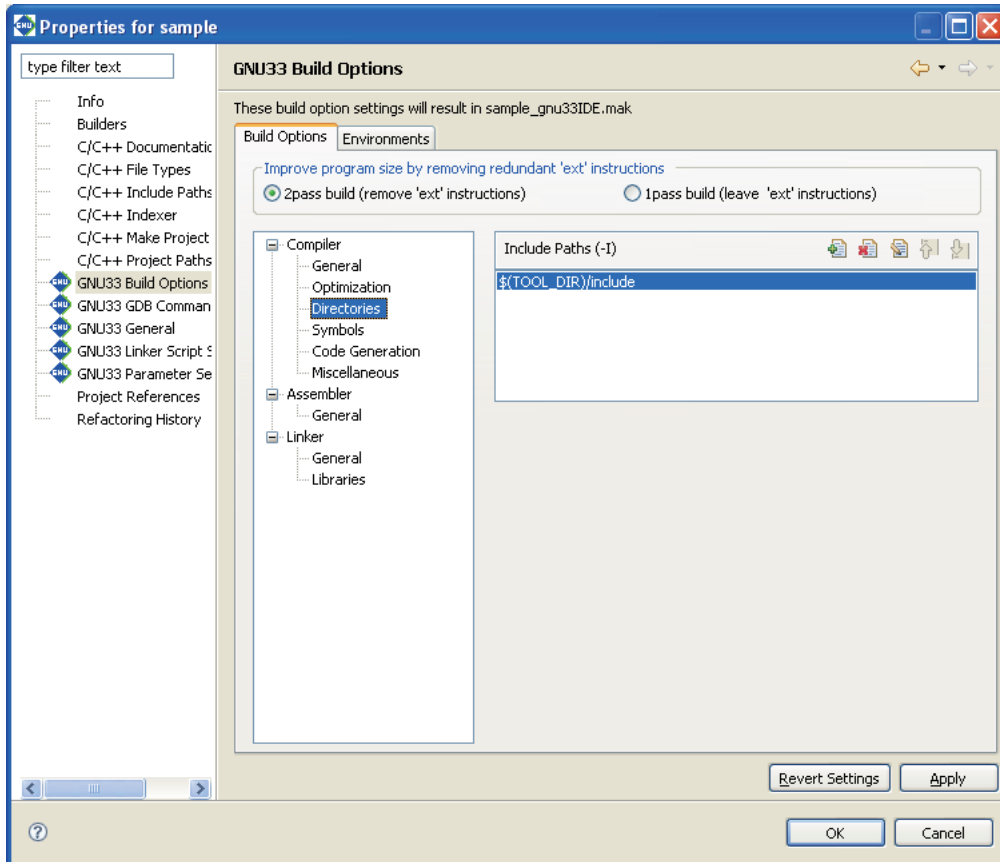 Properties for sample
type filter text
Info
Builders
C/C++ Documentatic
C/C++ File Types
C/C++ Include Paths
C/C++ Indexer
C/C++ Make Project
C/C++ Project Paths
GNU33 Build Options
GNU33 GDB Comman
GNU33 General
GNU33 Linker Script S
GNU33 Parameter Se
Project References
Refactoring History
GNU33 Build Options
These build option settings will result in sample_gnu33IDE.mak
Build Options Environments
Improve program size by removing redundant 'ext' instructions
2pass build (remove 'ext' instructions) 1pass build (leave 'ext' instructions)
Compiler
General
Optimization
Directories
Symbols
Code Generation
Miscellaneous
Assembler
General
Linker
General
Libraries
Include Paths (-I)
$(TOOL_DIR)/include
Revert Settings Apply
OK Cancel